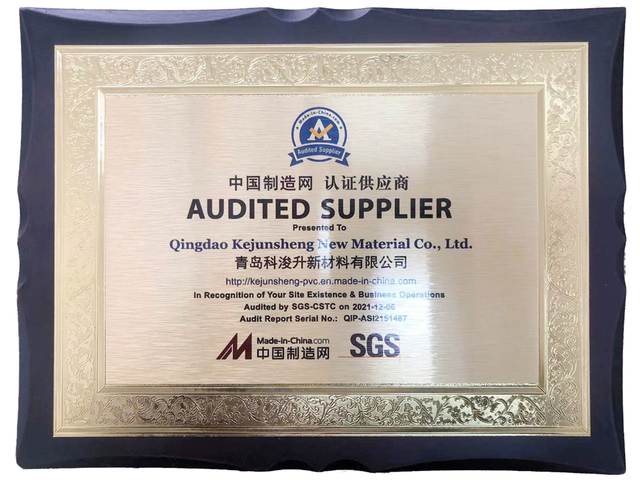 Made-in-China.com
A
Audited Supplier
中国制造网 认证供应商
AUDITED SUPPLIER
Presented To
Qingdao Kejunsheng New Material Co., Ltd.
青岛科浚升新材料有限公司
http://kejunsheng-pvc.en.made-in-china.com
In Recognition of Your Site Existence & Business Operations
Audited by SGS-CSTC on 2021-12-06
Audit Report Serial No.: QIP-ASI2151467
Made-in-China.com
中国制造网
SGS